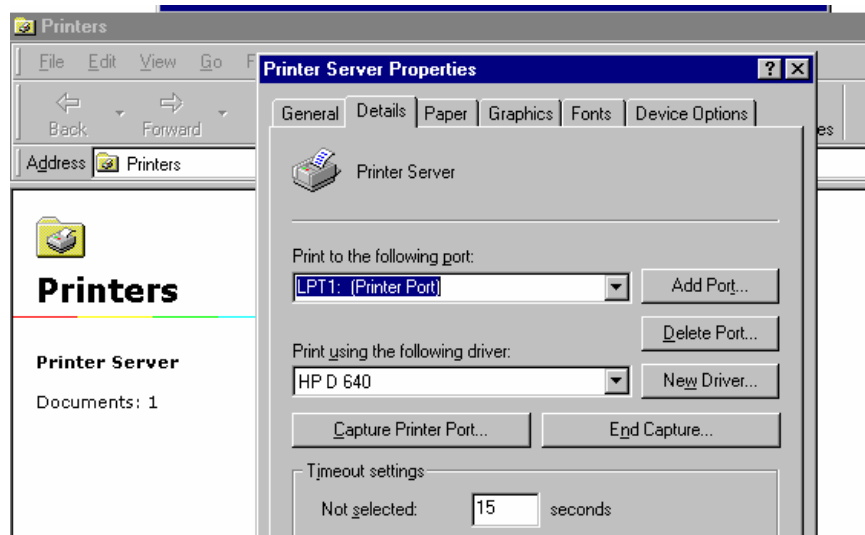 Printers
File Edit View Go F
Back Forward
es
Address Printers
Printers
Printer Server
Documents: 1
Printer Server Properties
General Details Paper Graphics Fonts Device Options
Printer Server
Print to the following port:
LPT1: (Printer Port)
Add Port...
Delete Port...
Print using the following driver:
HP D 640
New Driver...
Capture Printer Port... End Capture...
Timeout settings
Not selected: 15 seconds